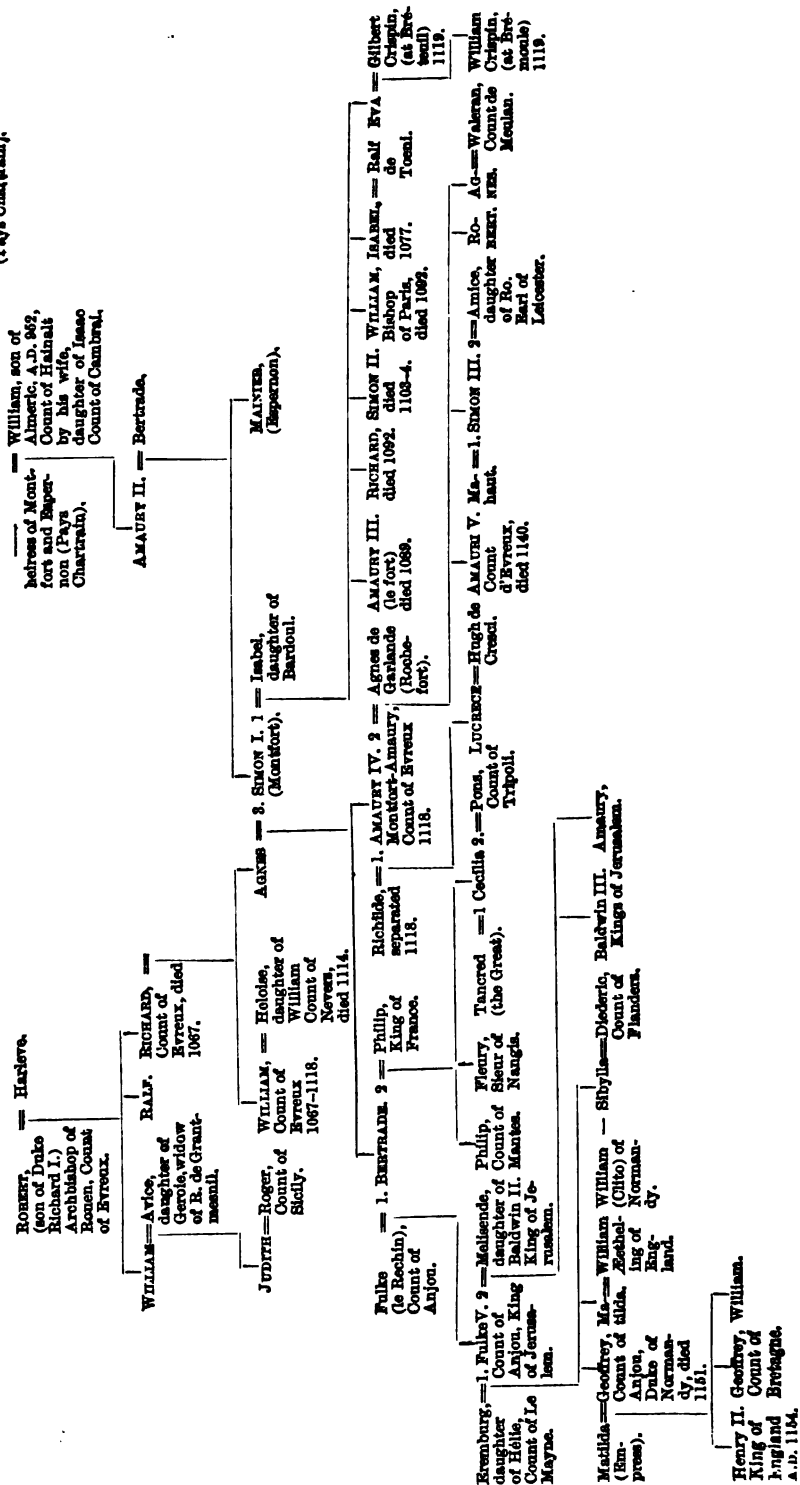 (Pays Chartrain).
ROBERT, = Harleve.
(son of Duke
Richard I.)
Archbishop of
Rouen, Count
of Evreux.
heiress of Mont-
fort and Esper-
non (Pays
Chartrain).
= William, son of
Almeric, A.D. 952,
Count of Hainalt
by his wife,
daughter of Isaac
Count of Cambrai.
AMAURY II. = Bertrade.
WILLIAM = Avice,
daughter of
Geroie, widow
of R. de Grant-
mesnil.
RALF.
RICHARD, =
Count of
Evreux, died
1067.
JUDITH = Roger,
Count of
Sicily.
WILLIAM, = Heloise,
Count of
Evreux
1067-1118.
daughter of
William
Count of
Nevers,
died 1114.
AGNES = 3. SIMON I. 1 = Isabel,
(Montfort).
daughter of
Bardoul.
MAINIER,
(Espernon).
Fulke = 1. BERTRADE. 2 = Philip,
(le Rechin),
Count of
Anjou.
King of
France.
Richilde, = 1. AMAURY IV. 2 = Agnes de
separated
1118.
Montfort-Amaury,
Count of Evreux
1118.
Garlande
(Roche-
fort).
AMAURY III.
(le fort)
died 1089.
RICHARD,
died 1092.
SIMON II.
died
1103-4.
WILLIAM,
Bishop
of Paris,
died 1092.
ISABEL, = Ralf
died
1077.
de
Toeni.
EVA = Gilbert
Crispin,
(at Bré-
teuil)
1119.
Eremburg, = 1. Fulke V. 2 = Melisende,
daughter
of Hélie,
Count of Le
Mayne.
Count of
Anjou, King
of Jerusa-
lem.
daughter of
Baldwin II.
King of Je-
rusalem.
Philip,
Count of
Mantes.
Fleury,
Sieur of
Nangis.
Tancred = 1 Cecilia 2. = Pons,
(the Great).
Count of
Tripoli.
LUCRECE = Hugh de
Cresci.
AMAURI V.
Count
d'Evreux,
died 1140.
Ma- = 1. SIMON III. 2 = Amice,
haut.
daughter
of Ro.
Earl of
Leicester.
Ro-
BERT.
AG- = Waleran,
NES.
Count de
Meulan.
William
Crispin,
(at Bré-
moule)
1119.
Matilda = Geoffrey,
(Em-
press).
Count of
Anjou,
Duke of
Norman-
dy, died
1151.
Ma- = William
tilda.
Ætheling
of
Eng-
land.
William — Sibylla = Diederic,
(Clito) of
Norman-
dy.
Count of
Flanders.
Baldwin III. Amaury,
Kings of Jerusalem.
Henry II.
King of
England
A.D. 1154.
Geoffrey,
Count of
Bretagne.
William.